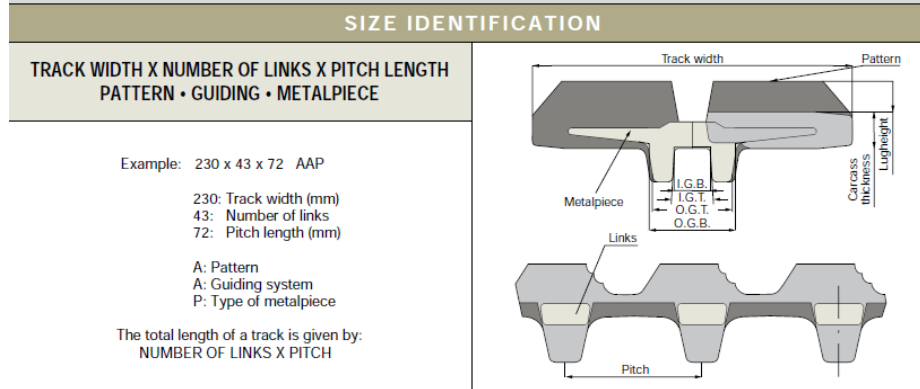 SIZE IDENTIFICATION
TRACK WIDTH X NUMBER OF LINKS X PITCH LENGTH
PATTERN • GUIDING • METALPIECE
Example: 230 x 43 x 72 AAP
230: Track width (mm)
43: Number of links
72: Pitch length (mm)
A: Pattern
A: Guiding system
P: Type of metalpiece
The total length of a track is given by:
NUMBER OF LINKS X PITCH
Track width
Pattern
Lugheight
Carcass
thickness
Metalpiece
I.G.B.
I.G.T.
O.G.T.
O.G.B.
Links
Pitch